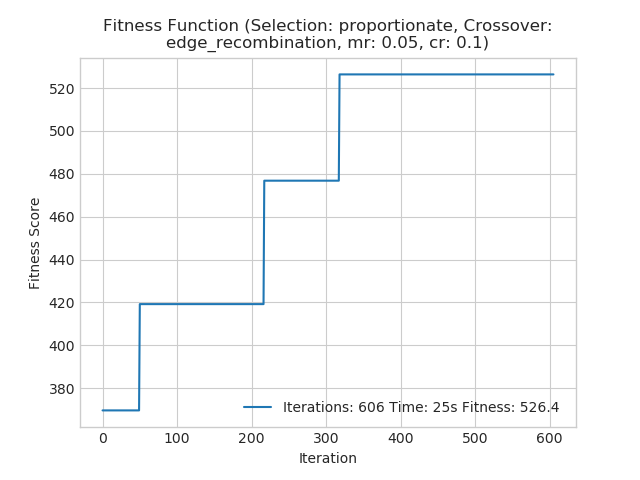 Fitness Function (Selection: proportionate, Crossover:
edge_recombination, mr: 0.05, cr: 0.1)
520
500
480
460
440
420
400
380
Fitness Score
Iterations: 606 Time: 25s Fitness: 526.4
0 100 200 300 400 500 600
Iteration